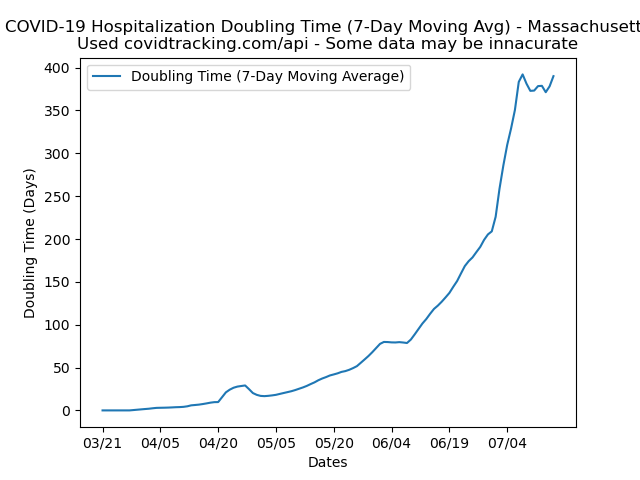 COVID-19 Hospitalization Doubling Time (7-Day Moving Avg) - Massachusett
Used covidtracking.com/api - Some data may be innacurate
Doubling Time (7-Day Moving Average)
Doubling Time (Days)
400
350
300
250
200
150
100
50
0
03/21 04/05 04/20 05/05 05/20 06/04 06/19 07/04
Dates